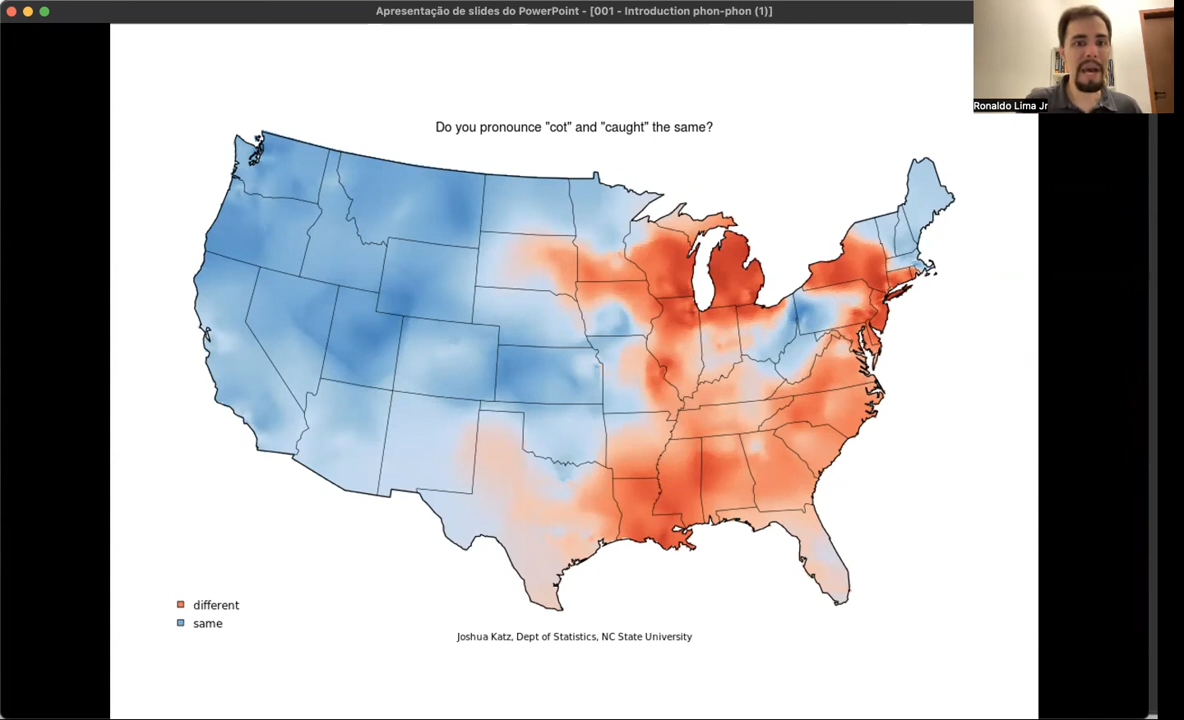 Apresentação de slides do PowerPoint - [001 - Introduction phon-phon (1)]
Ronaldo Lima Jr
Do you pronounce "cot" and "caught" the same?
different
same
Joshua Katz, Dept of Statistics, NC State University